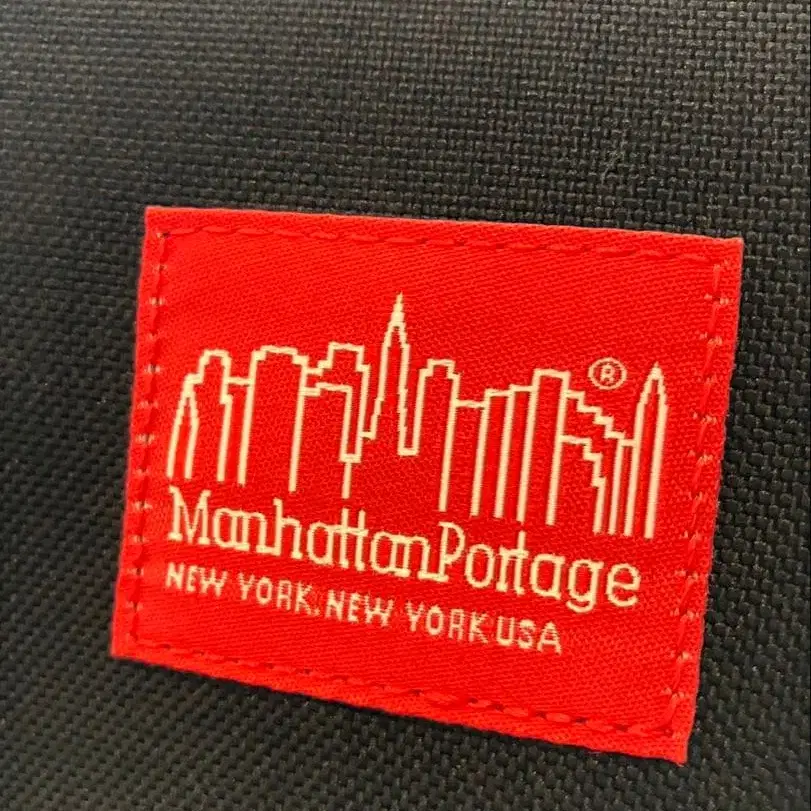 ®
ManhattanPortage
NEW YORK, NEW YORK USA